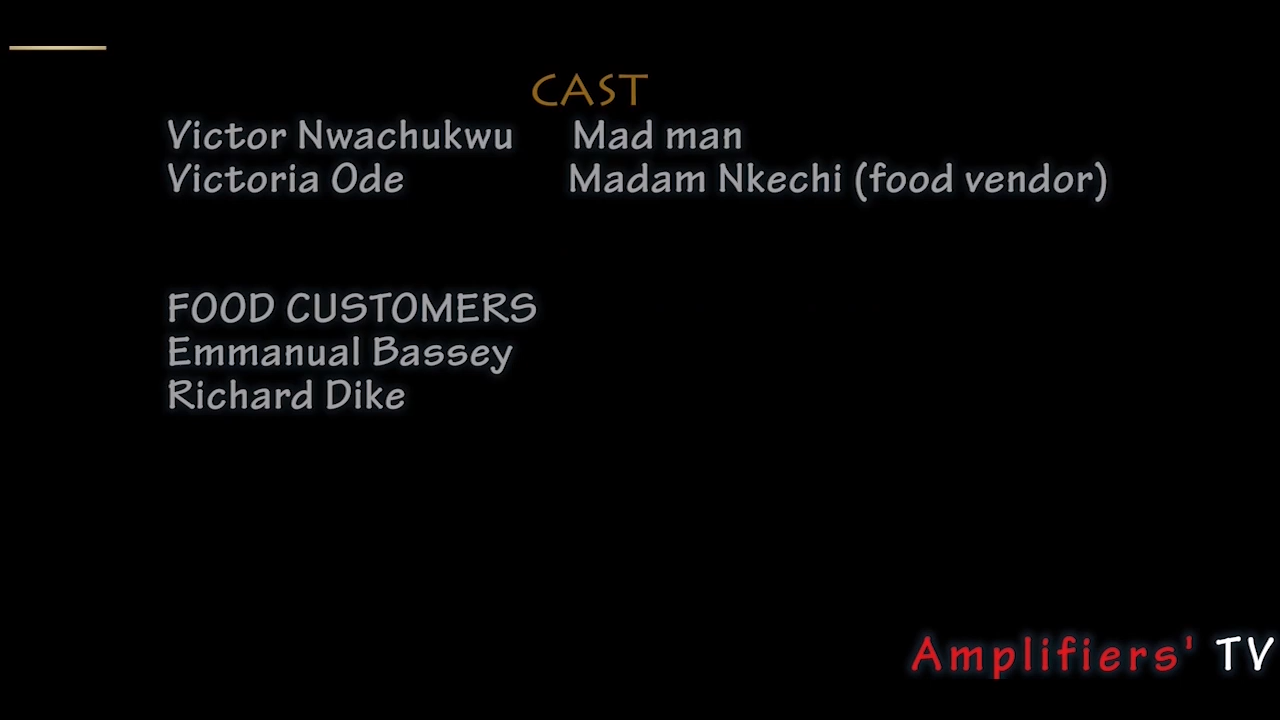 CAST
Victor Nwachukwu Mad man
Victoria Ode Madam Nkechi (food vendor)
FOOD CUSTOMERS
Emmanual Bassey
Richard Dike
Amplifiers' TV